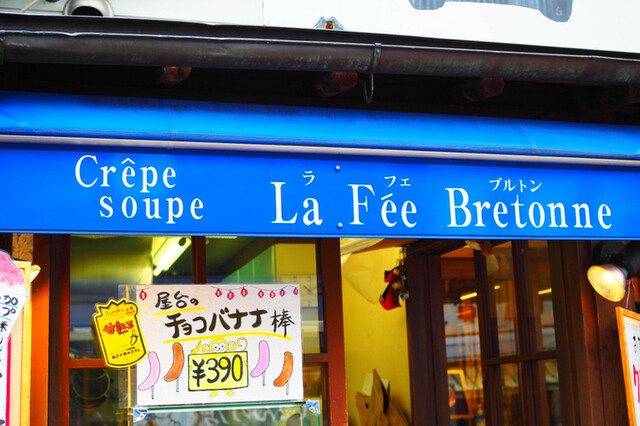 Crêpe
soupe
ラ フェ ブルトン
La Fée Bretonne
屋台の
チョコバナナ棒
¥390